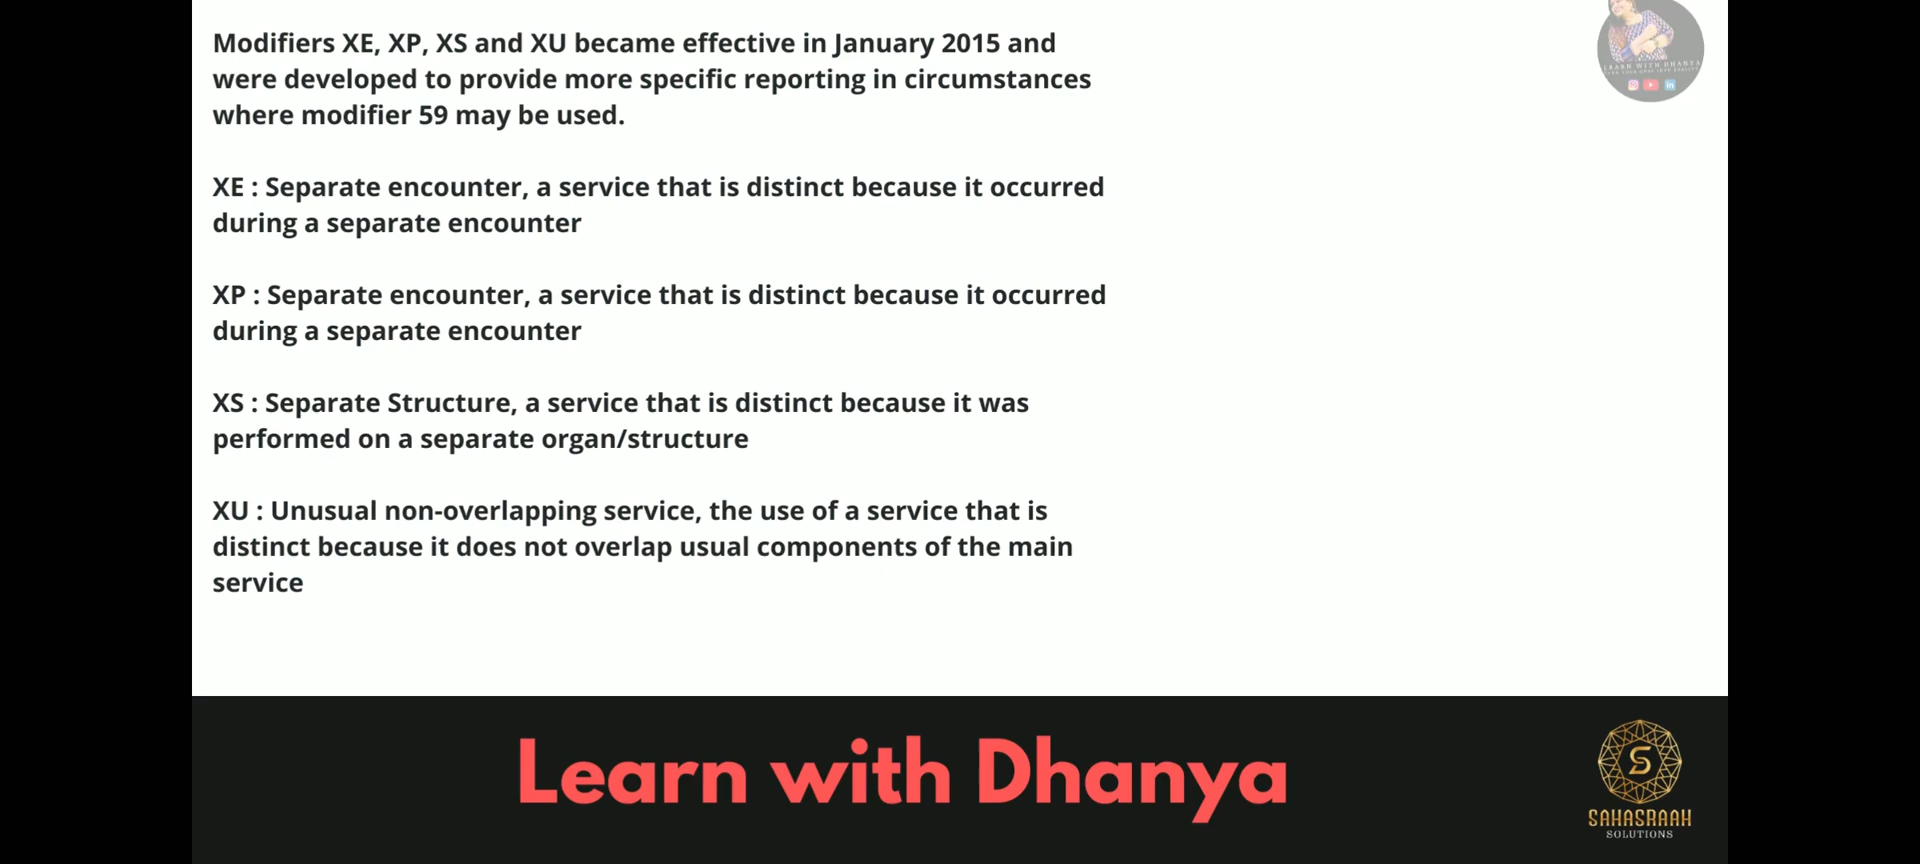 Modifiers XE, XP, XS and XU became effective in January 2015 and
were developed to provide more specific reporting in circumstances
where modifier 59 may be used.
XE : Separate encounter, a service that is distinct because it occurred
during a separate encounter
XP : Separate encounter, a service that is distinct because it occurred
during a separate encounter
XS : Separate Structure, a service that is distinct because it was
performed on a separate organ/structure
XU : Unusual non-overlapping service, the use of a service that is
distinct because it does not overlap usual components of the main
service
LEARN WITH DHANYA
Learn with Dhanya
SAHASRAAH
SOLUTIONS